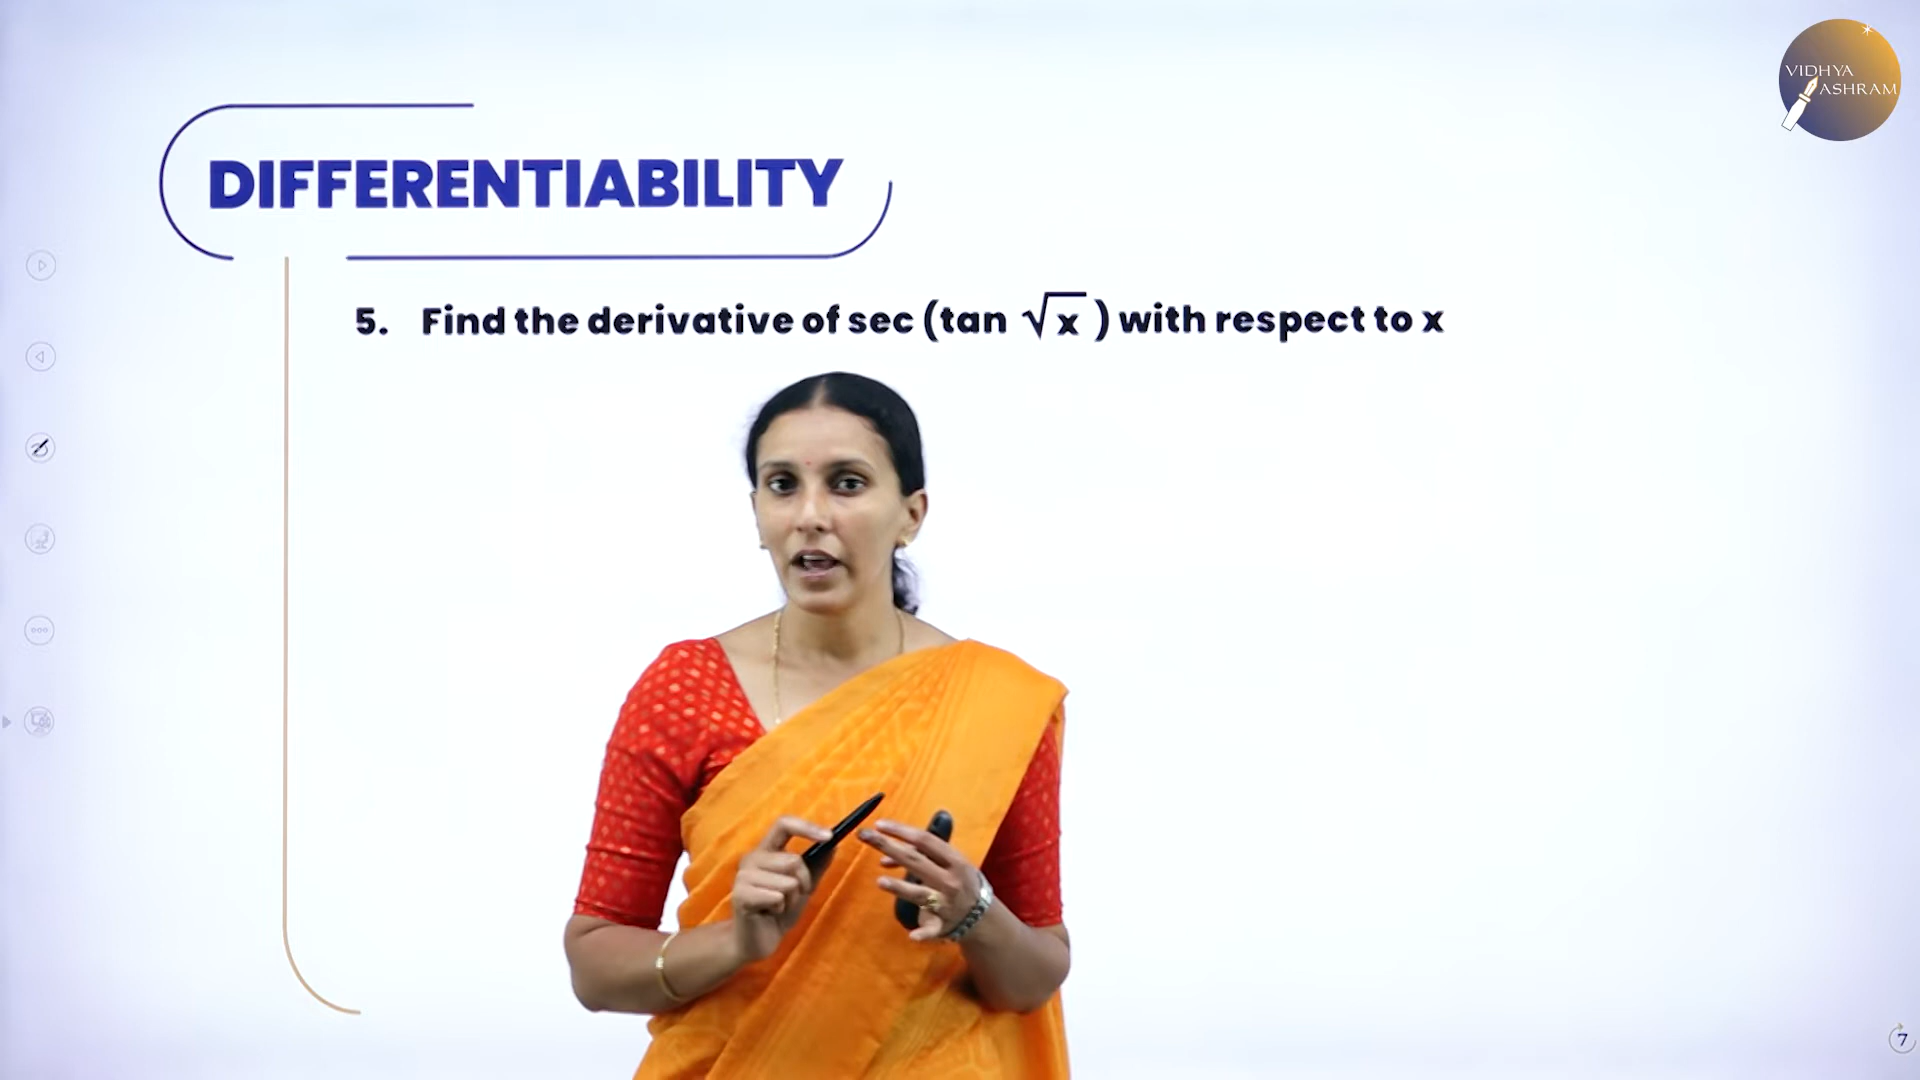 VIDHYA
ASHRAM
DIFFERENTIABILITY
5. Find the derivative of sec (tan √x ) with respect to x
7